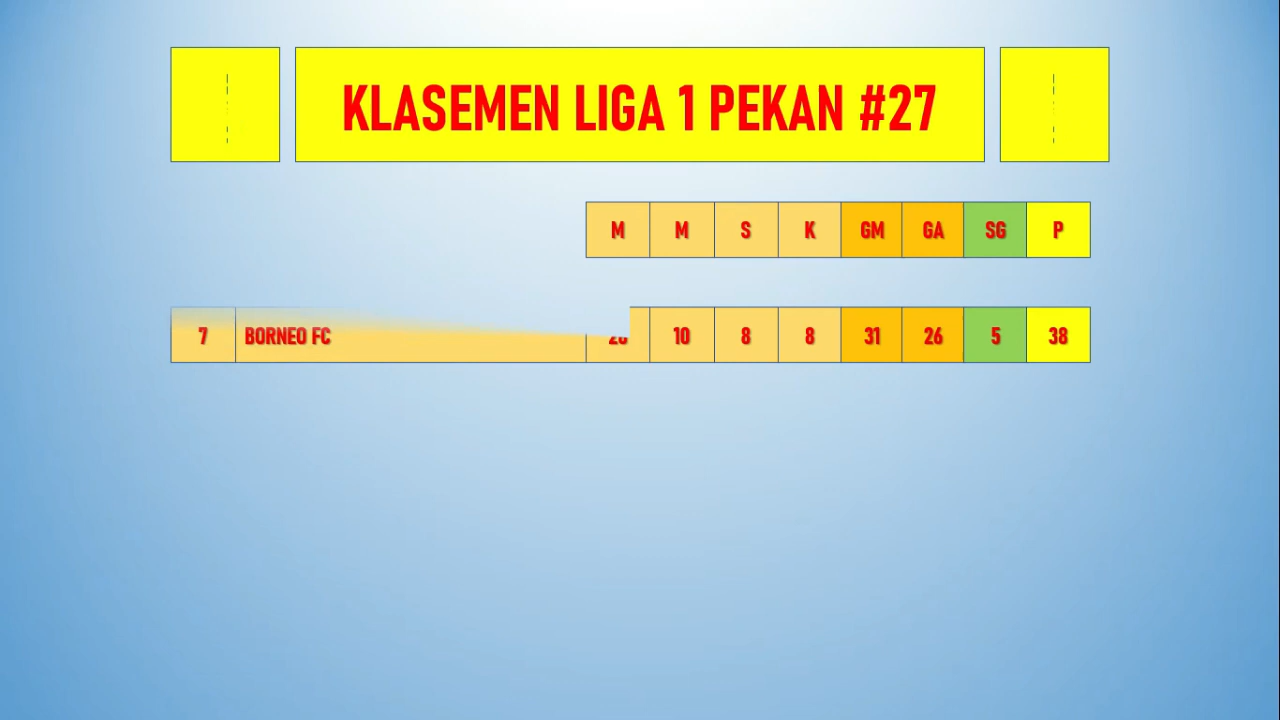 KLASEMEN LIGA 1 PEKAN #27
M M S K GM GA SG P
7 BORNEO FC 10 8 8 31 26 5 38